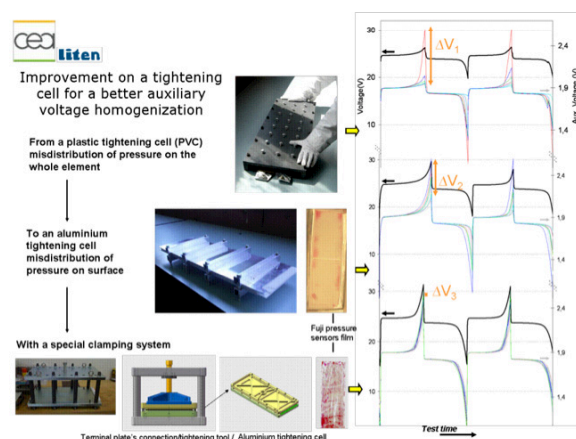 cea
liten
Improvement on a tightening
cell for a better auxiliary
voltage homogenization
From a plastic tightening cell (PVC)
misdistribution of pressure on the
whole element
To an aluminium
tightening cell
misdistribution of
pressure on surface
With a special clamping system
Fuji pressure
sensors film
Terminal plate's connection/tightening tool / Aluminium tightening cell
30
20
10
Voltage(V)
ΔV1
2,4
1,9
1,4
Aux. Voltage (V)
30
20
10
ΔV2
2,4
1,9
1,4
30
20
10
ΔV3
2,4
1,9
1,4
Test time